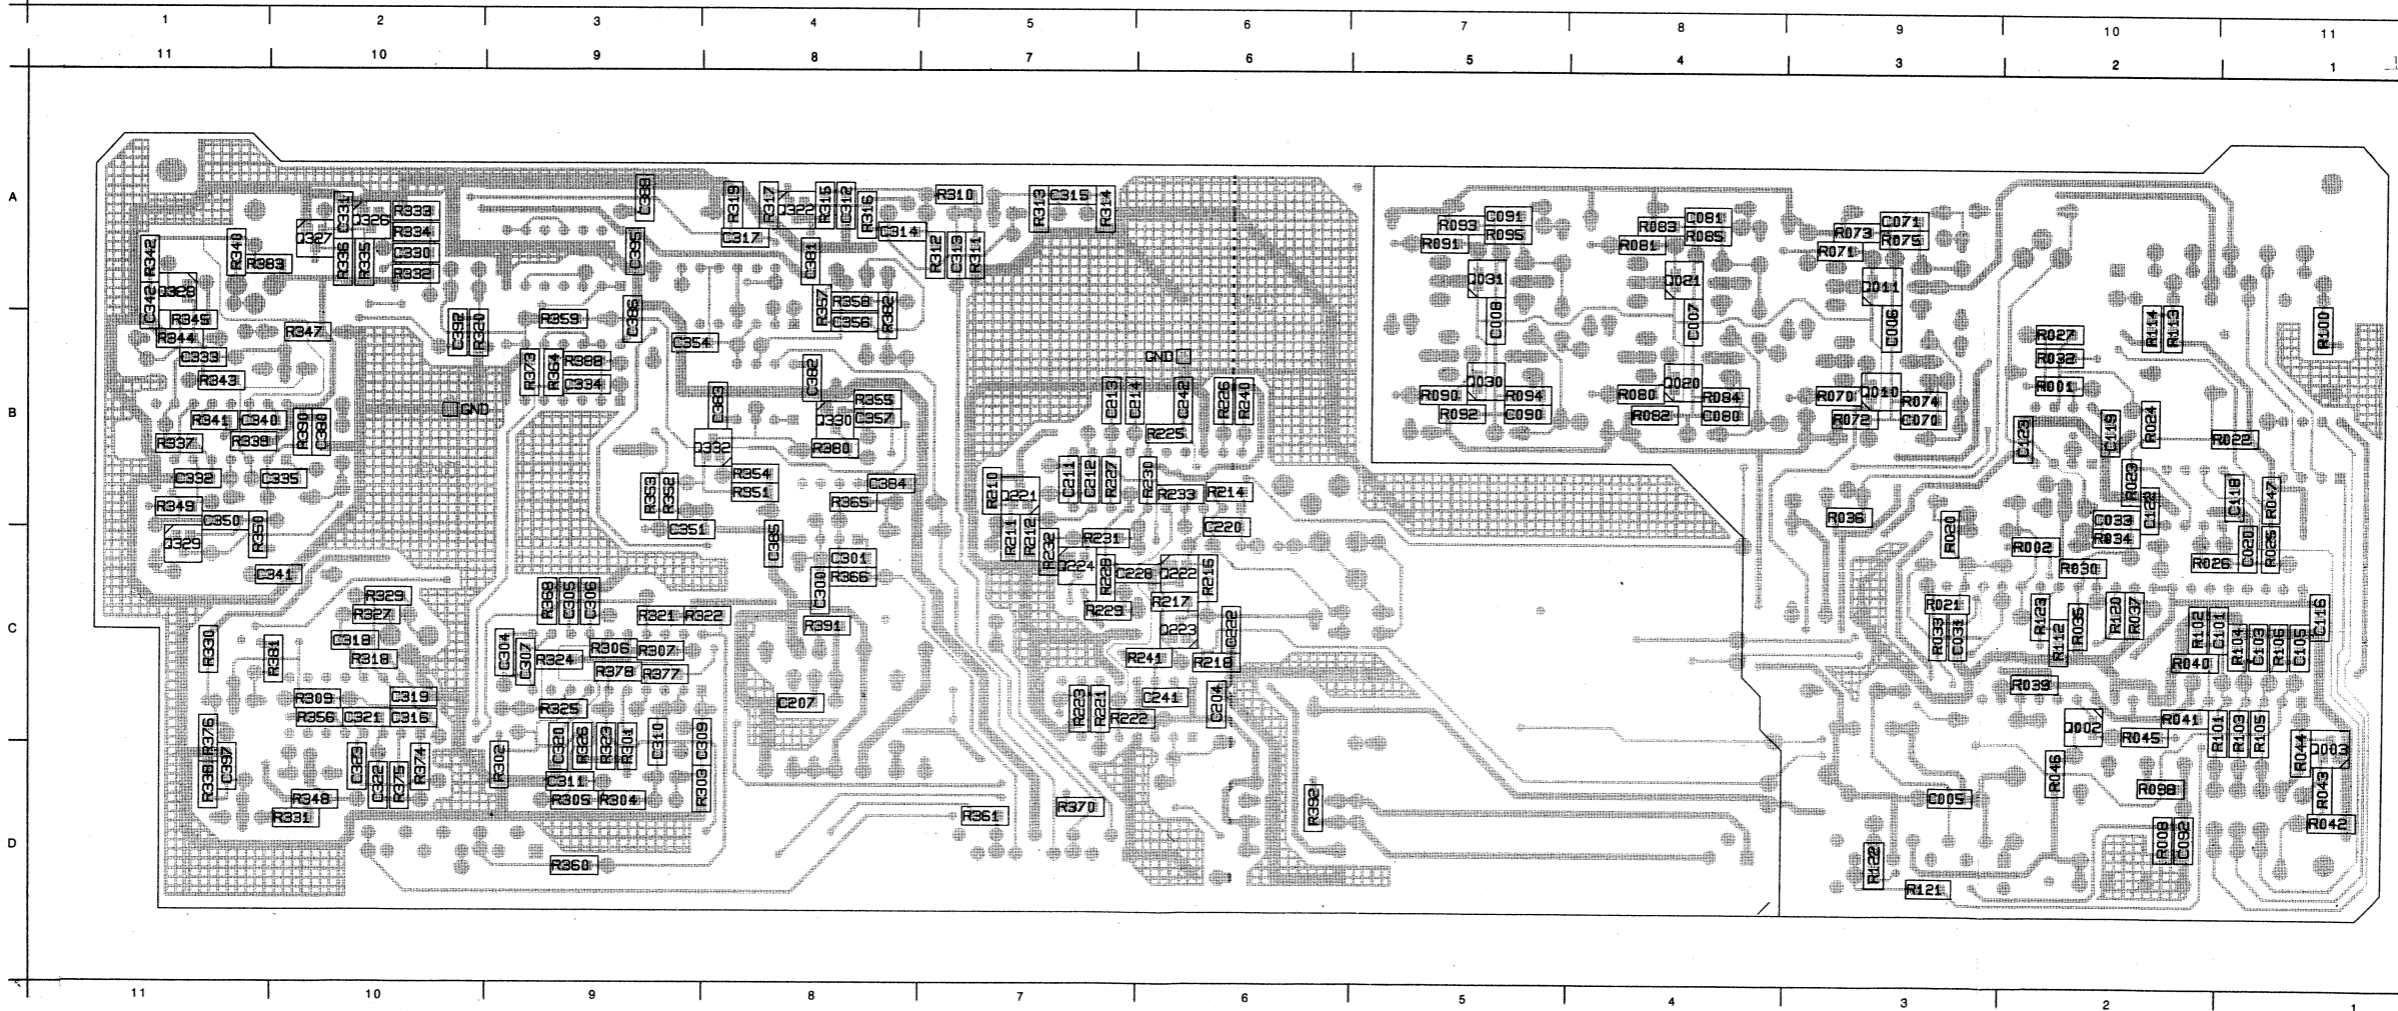 1 2 3 4 5 6 7 8 9 10 11
11 10 9 8 7 6 5 4 3 2 1
A
C388 R319 R317 Q322 R315 C312 R316 R310 R313 C315 R314
C331 Q326 R333 R334 C317 C314
C091 R093 R095 R091 C081 R083 R085 R081 C071 R073 R075 R071
R342 R340 R383 Q327 R336 R335 C330 R332 C395 C381 R312 C313 R311
C342 Q328 Q031 Q021 Q011
R345 R344 R347 C392 R320 R359 C386 R357 R358 C356 R382 C008 C007 C006 R114 R113 R100
C333 C354 GND R027 R032
R343 R373 R364 R388 C334 C382 Q030 Q020 Q010 R001
B
R341 C340 R390 C380 GND C383 R355 Q330 C357 C213 C214 C242 R226 R240 R090 R094 R080 R084 R070 R074
R337 R339 Q332 R380 R225 R092 C090 R082 C080 R072 C070 C123 C119 R024 R022
C332 C335 R353 R352 R354 R351 C384 R365 R210 Q221 C211 C212 R227 R230 R233 R214 R023 C118 R047
R349 C350 R350 C351 C385 R211 R212 C220 R036 R020 C033 C122
Q329 C301 R366 R232 R231 Q224 R228 C228 Q222 R216 R002 R034 R030 R026 C020 R025
C341 C300
R329 R327 R368 C305 C306 R321 R322 R391 R229 R217 R021 R123 R035 R120 R037 C116
C
R330 R381 C318 R318 C304 C307 R324 R306 R307 Q223 C222 R033 C031 R112 R102 C101 R104 C103 R106 C105
R378 R377 R241 R218 R040
R309 C319 R356 C321 C316 R325 C207 R223 R221 R222 C241 C204 R039 Q002 R041
R376 R302 C320 R326 R323 R301 C310 C309 R045 R111 R103 R105 R044 Q003
C397 C323 C322 R375 R374 C311 R303 R046 R098 R043
R348 R331 R305 R304 R361 R370 R392 C005 R042
D
R360 R008 C002 R122 R121
11 10 9 8 7 6 5 4 3 2 1